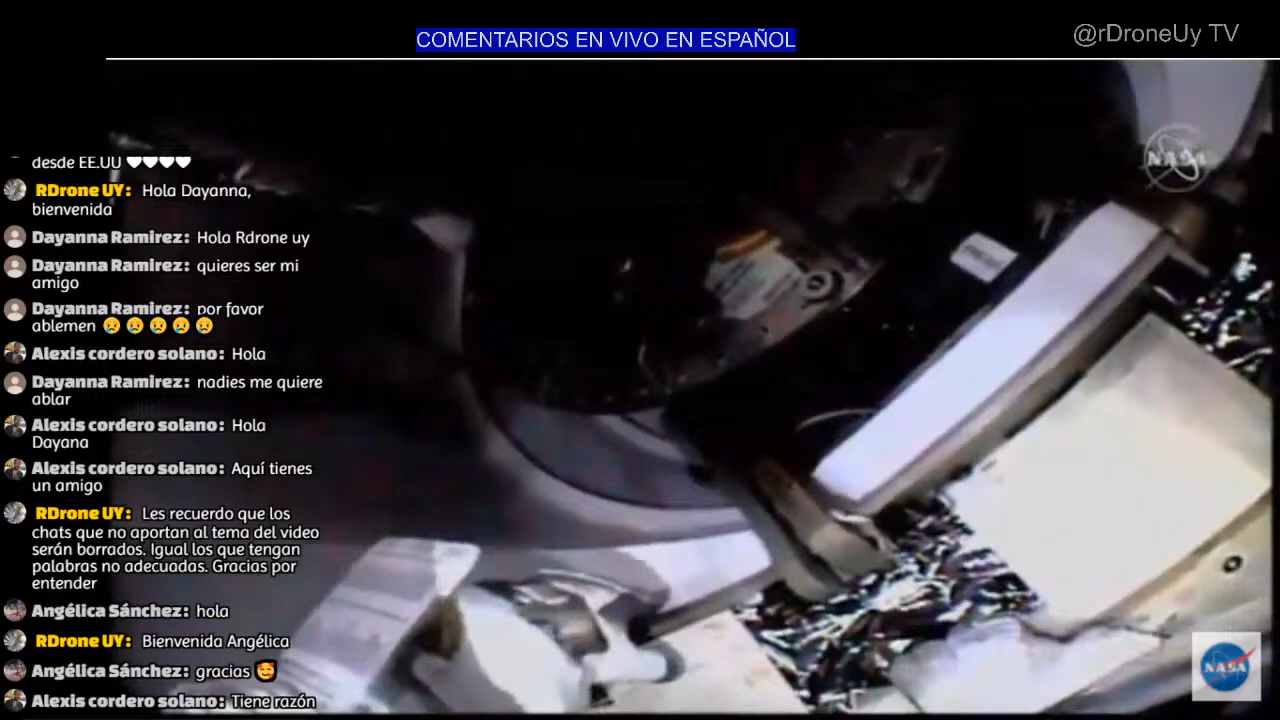 COMENTARIOS EN VIVO EN ESPAÑOL
@rDroneUy TV
NASA
desde EE.UU 🤍🤍🤍🤍
RDrone UY: Hola Dayanna,
bienvenida
Dayanna Ramirez: Hola Rdrone uy
Dayanna Ramirez: quieres ser mi
amigo
Dayanna Ramirez: por favor
ablemen 😢😢😢😢😢
Alexis cordero solano: Hola
Dayanna Ramirez: nadies me quiere
ablar
Alexis cordero solano: Hola
Dayana
Alexis cordero solano: Aquí tienes
un amigo
RDrone UY: Les recuerdo que los
chats que no aportan al tema del video
serán borrados. Igual los que tengan
palabras no adecuadas. Gracias por
entender
Angélica Sánchez: hola
RDrone UY: Bienvenida Angélica
Angélica Sánchez: gracias 🥰
Alexis cordero solano: Tiene razón
NASA